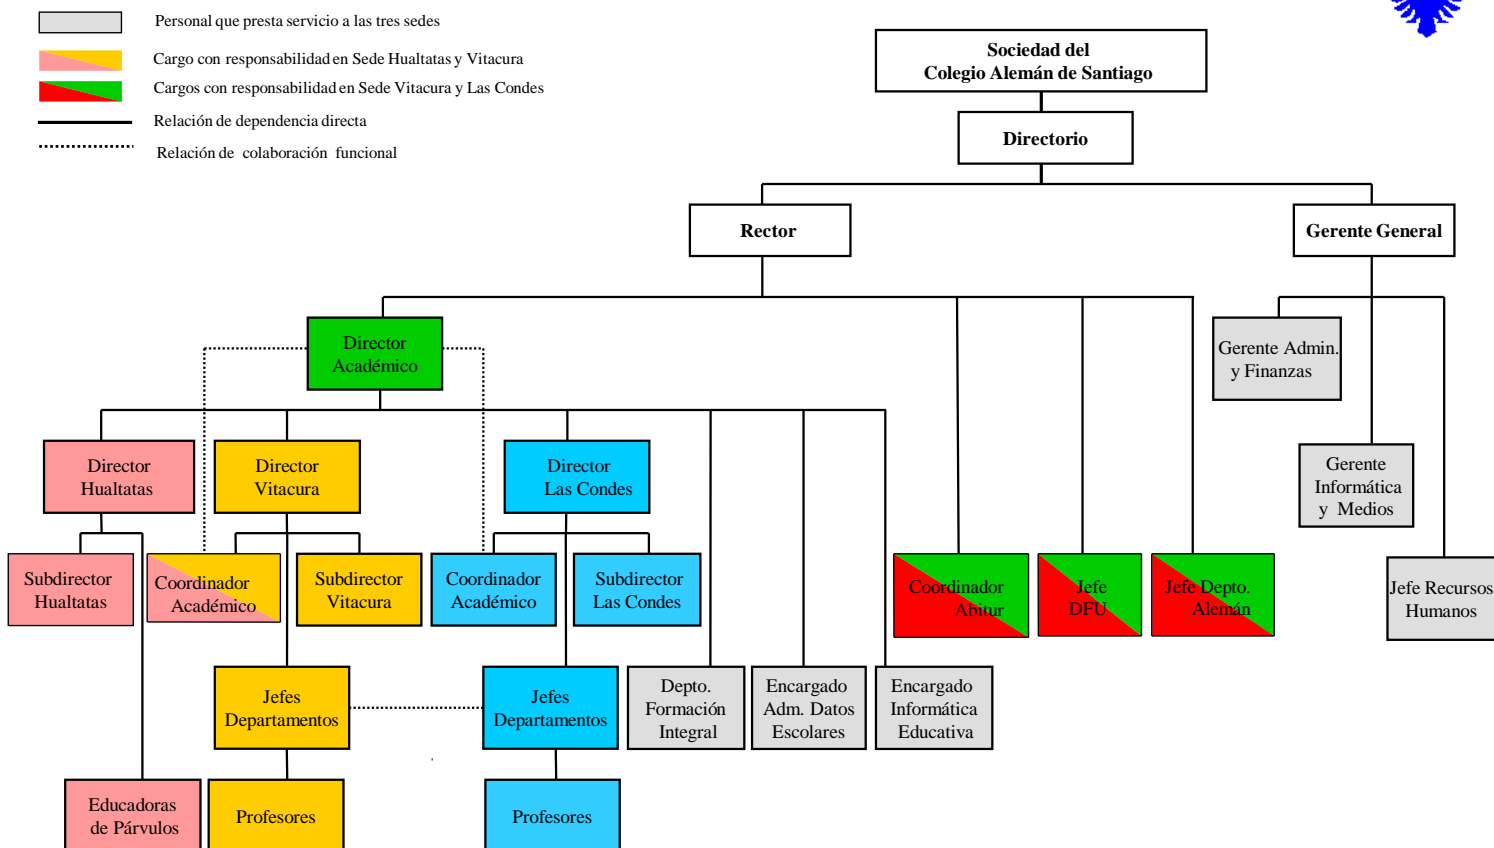 Personal que presta servicio a las tres sedes
Cargo con responsabilidad en Sede Hualtatas y Vitacura
Cargos con responsabilidad en Sede Vitacura y Las Condes
Relación de dependencia directa
Relación de colaboración funcional
Sociedad del
Colegio Alemán de Santiago
Directorio
Rector
Gerente General
Director
Académico
Gerente Admin.
y Finanzas
Director
Hualtatas
Director
Vitacura
Director
Las Condes
Gerente
Informática
y Medios
Subdirector
Hualtatas
Coordinador
Académico
Subdirector
Vitacura
Coordinador
Académico
Subdirector
Las Condes
Coordinador
Abitur
Jefe
DFU
Jefe Depto.
Alemán
Jefe Recursos
Humanos
Jefes
Departamentos
Jefes
Departamentos
Depto.
Formación
Integral
Encargado
Adm. Datos
Escolares
Encargado
Informática
Educativa
Educadoras
de Párvulos
Profesores
Profesores